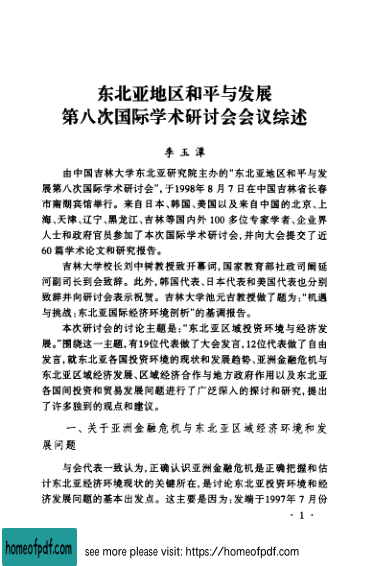 东北亚地区和平与发展
第八次国际学术研讨会会议综述
李玉潭
由中国吉林大学东北亚研究院主办的“东北亚地区和平与发
展第八次国际学术研讨会”,于1998年8月7日在中国吉林省长春
市南湖宾馆举行。来自日本、韩国、美国以及来自中国的北京、上
海、天津、辽宁、黑龙江、吉林等国内外100多位专家学者、企业界
人士和政府官员参加了本次国际学术研讨会,并向大会提交了近
60篇学术论文和研究报告。
吉林大学校长刘中树教授致开幕词,国家教育部社政司阚延
河副司长到会致辞。此外,韩国代表、日本代表和美国代表也分别
致辞并向研讨会表示祝贺。吉林大学池元吉教授做了题为:“机遇
与挑战:东北亚国际经济环境剖析”的基调报告。
本次研讨会的讨论主题是:“东北亚区域投资环境与经济发
展。”围绕这一主题,有19位代表做了大会发言,12位代表做了自由
发言,就东北亚各国投资环境的现状和发展趋势、亚洲金融危机与
东北亚区域经济发展、区域经济合作与地方政府作用以及东北亚
各国间投资和贸易发展问题进行了广泛深入的探讨和研究,提出
了许多独到的观点和建议。
一、关于亚洲金融危机与东北亚区域经济环境和发
展问题
与会代表一致认为,正确认识亚洲金融危机是正确把握和估
计东北亚经济环境现状的关键所在,是讨论东北亚投资环境和经
济发展问题的基本出发点。这主要是因为:发端于1997年7月份
·1·
homeofpdf.com
see more please visit: https://homeofpdf.com